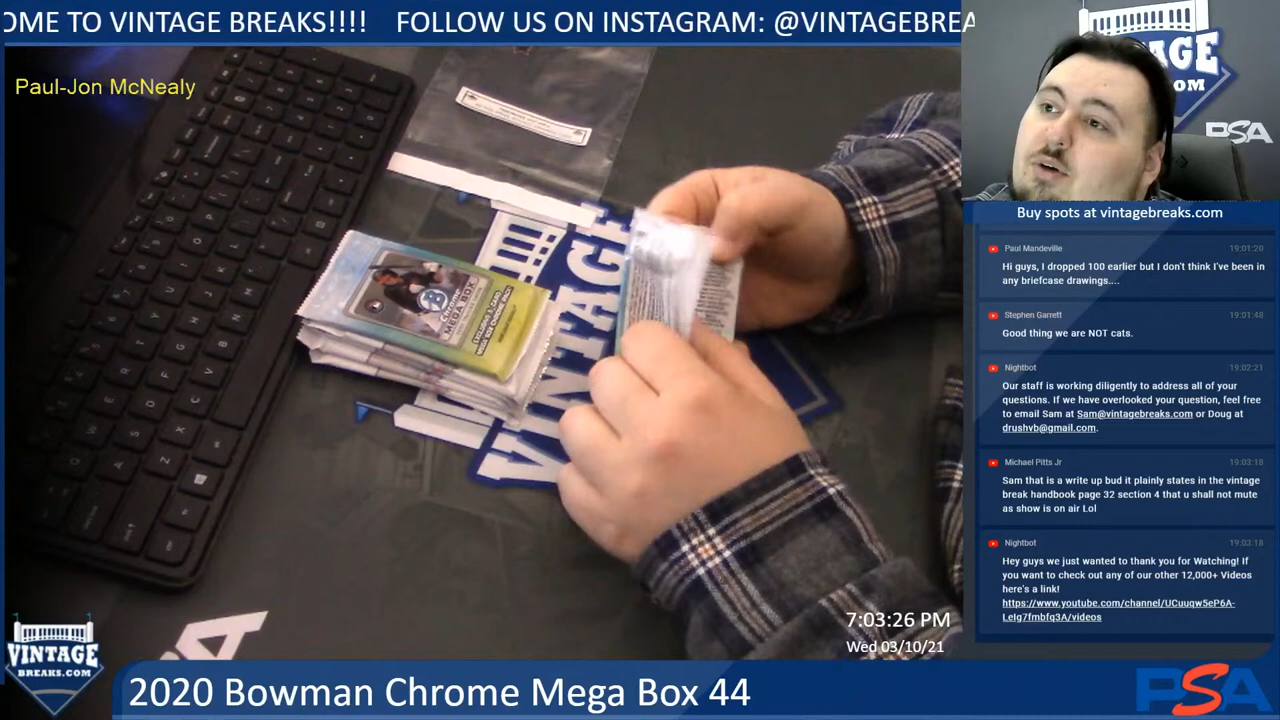 OME TO VINTAGE BREAKS!!!! FOLLOW US ON INSTAGRAM: @VINTAGEBREA
Paul-Jon McNealy
VINTAGE
Chrome
MEGA BOX
VINTAGE
AGE
OM
PSA
Buy spots at vintagebreaks.com
Paul Mandeville 19:01:20
Hi guys, I dropped 100 earlier but I don't think I've been in
any briefcase drawings....
Stephen Garrett 19:01:48
Good thing we are NOT cats.
Nightbot 19:02:21
Our staff is working diligently to address all of your
questions. If we have overlooked your question, feel free
to email Sam at Sam@vintagebreaks.com or Doug at
drushvb@gmail.com.
Michael Pitts Jr 19:03:18
Sam that is a write up bud it plainly states in the vintage
break handbook page 32 section 4 that u shall not mute
as show is on air Lol
Nightbot 19:03:18
Hey guys we just wanted to thank you for Watching! If
you want to check out any of our other 12,000+ Videos
here's a link!
https://www.youtube.com/channel/UCuuqw5eP6A-
LeIg7fmbfq3A/videos
7:03:26 PM
Wed 03/10/21
VINTAGE
BREAKS.COM
2020 Bowman Chrome Mega Box 44
PSA